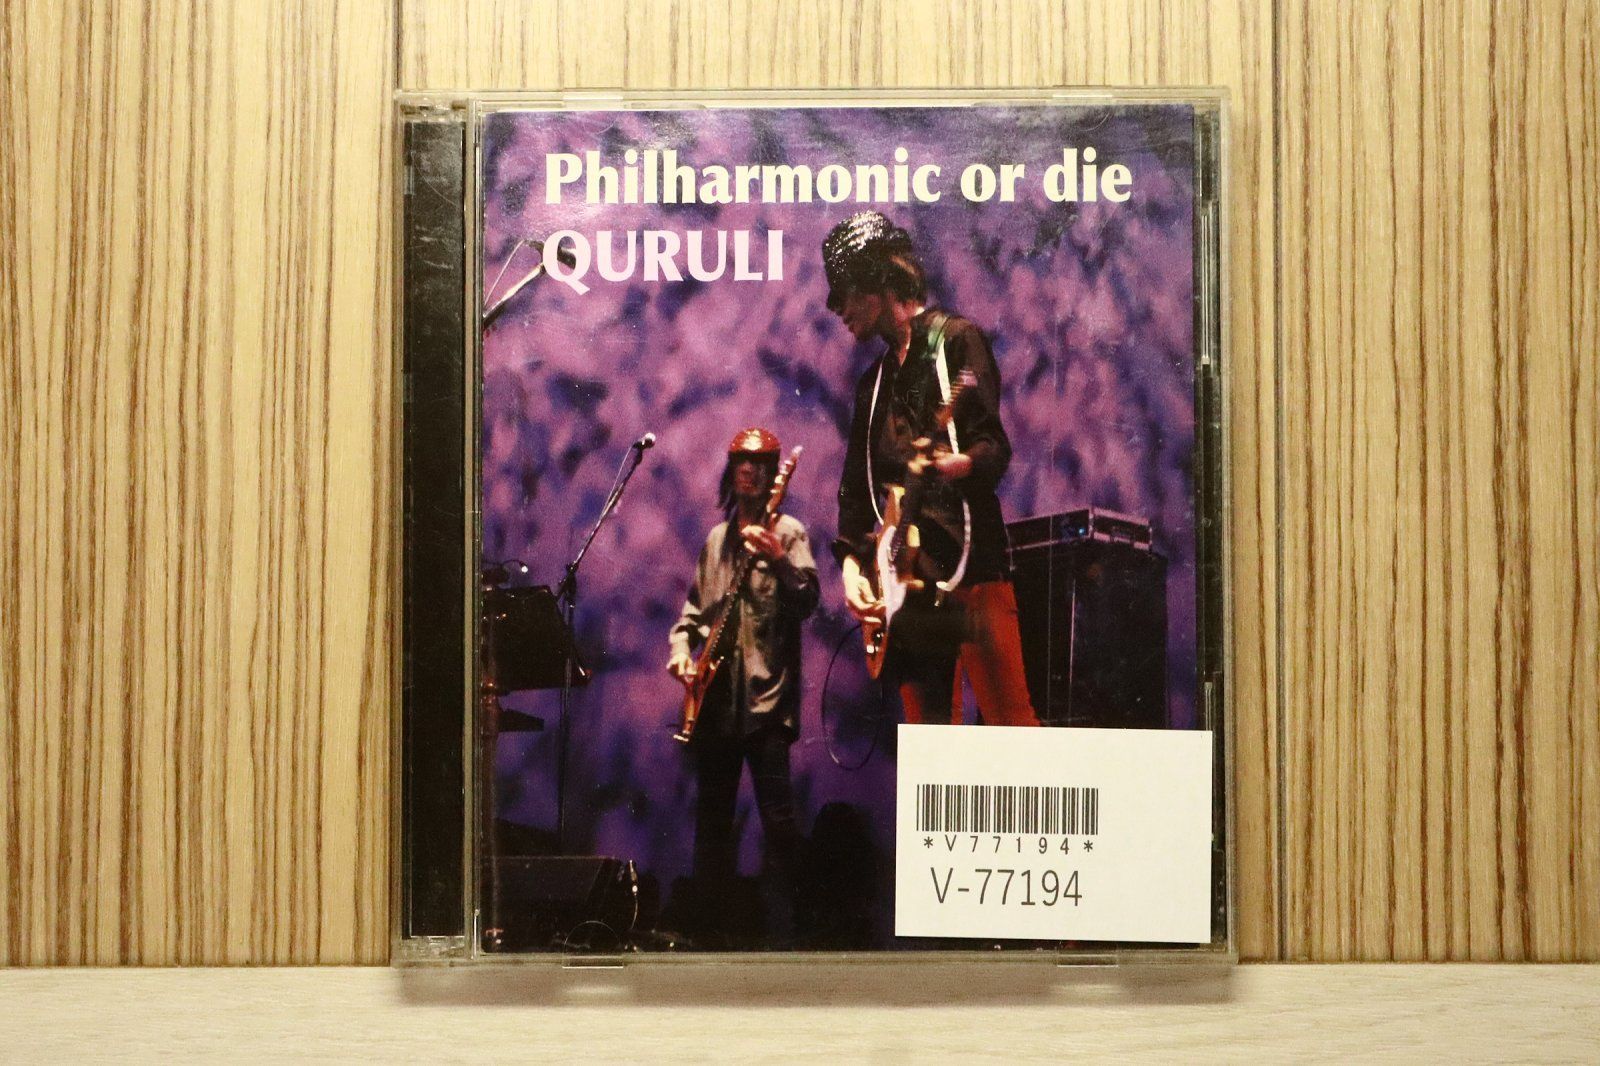 Philharmonic or die
QURULI
*V77194*
V-77194